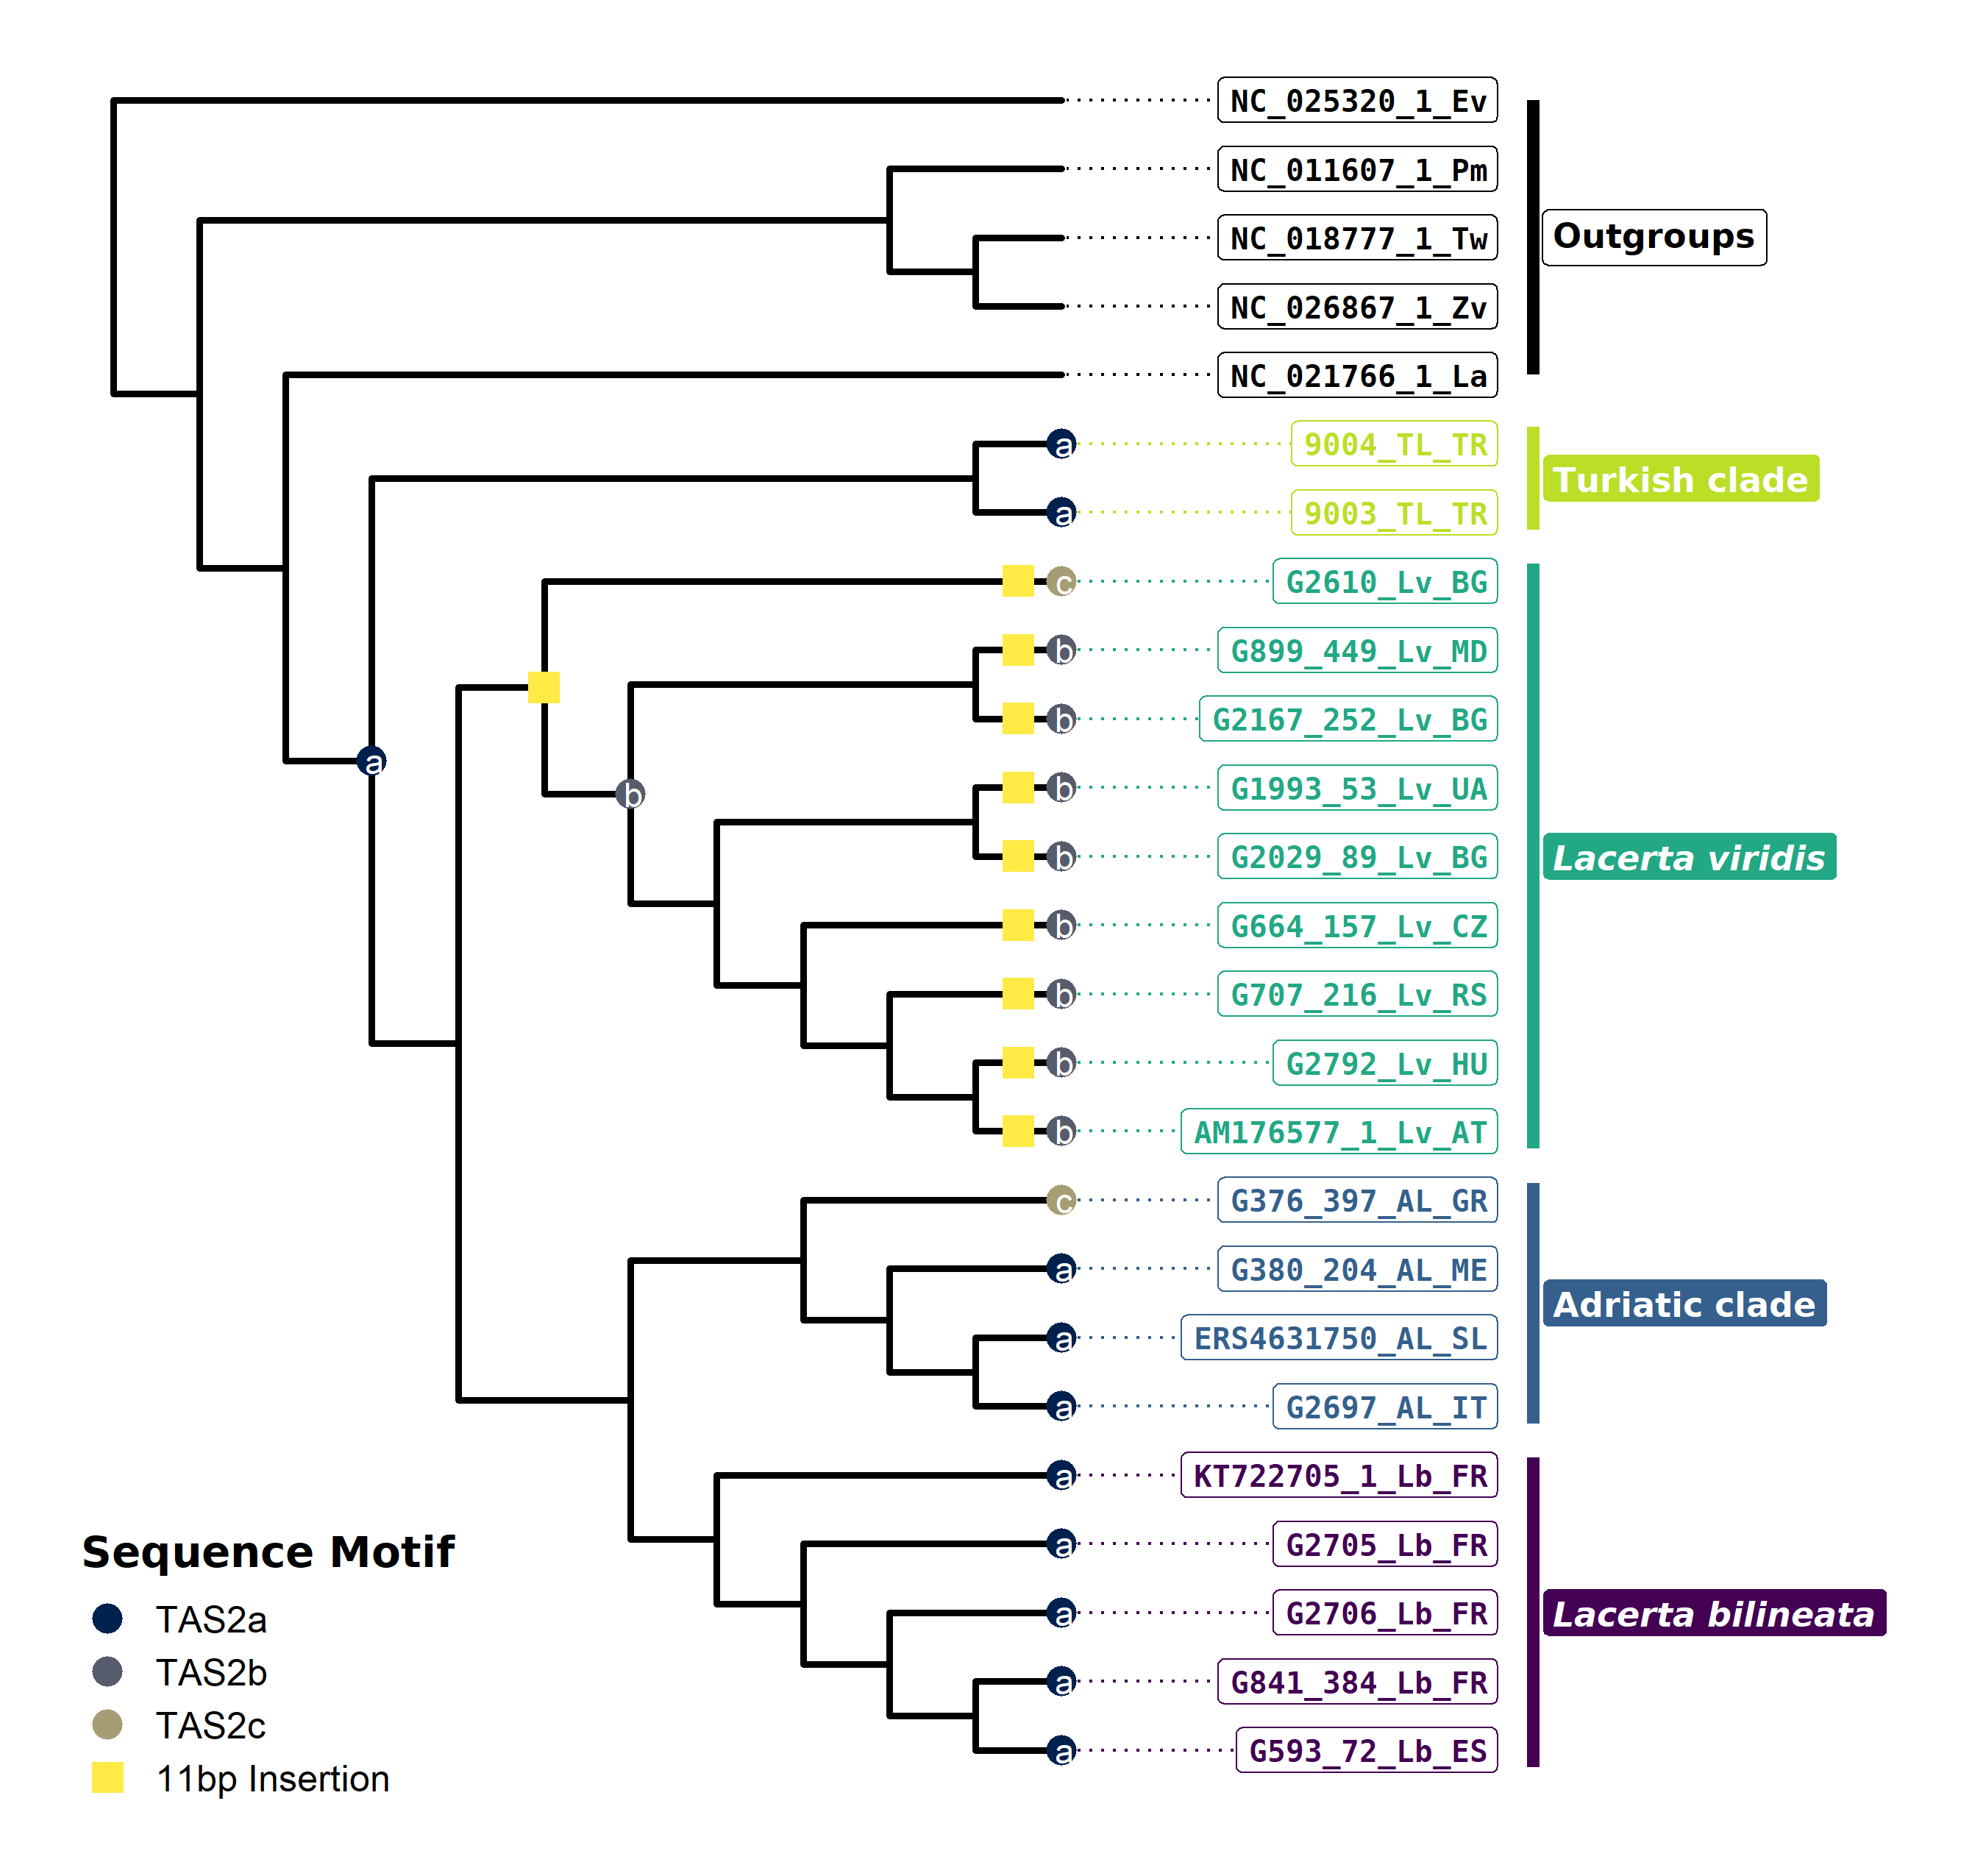 NC_025320_1_Ev
NC_011607_1_Pm
NC_018777_1_Tw
Outgroups
NC_026867_1_Zv
NC_021766_1_La
a 9004_TL_TR
Turkish clade
a 9003_TL_TR
c G2610_Lv_BG
b G899_449_Lv_MD
b G2167_252_Lv_BG
a
b G1993_53_Lv_UA
b
b G2029_89_Lv_BG
Lacerta viridis
b G664_157_Lv_CZ
b G707_216_Lv_RS
b G2792_Lv_HU
b AM176577_1_Lv_AT
c G376_397_AL_GR
a G380_204_AL_ME
Adriatic clade
a ERS4631750_AL_SL
a G2697_AL_IT
a KT722705_1_Lb_FR
a G2705_Lb_FR
a G2706_Lb_FR
Lacerta bilineata
a G841_384_Lb_FR
a G593_72_Lb_ES
Sequence Motif
TAS2a
TAS2b
TAS2c
11bp Insertion